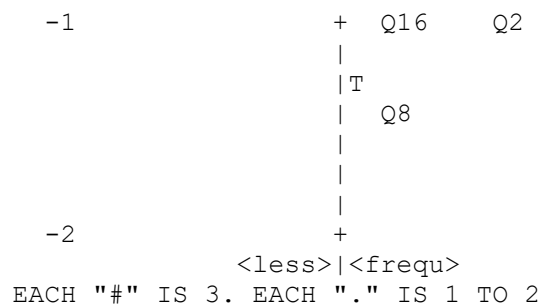 -1                  +  Q16    Q2
                    |
                    |T
                    |  Q8
                    |
                    |
                    |
-2                  +
             <less>|<frequ>
EACH "#" IS 3. EACH "." IS 1 TO 2